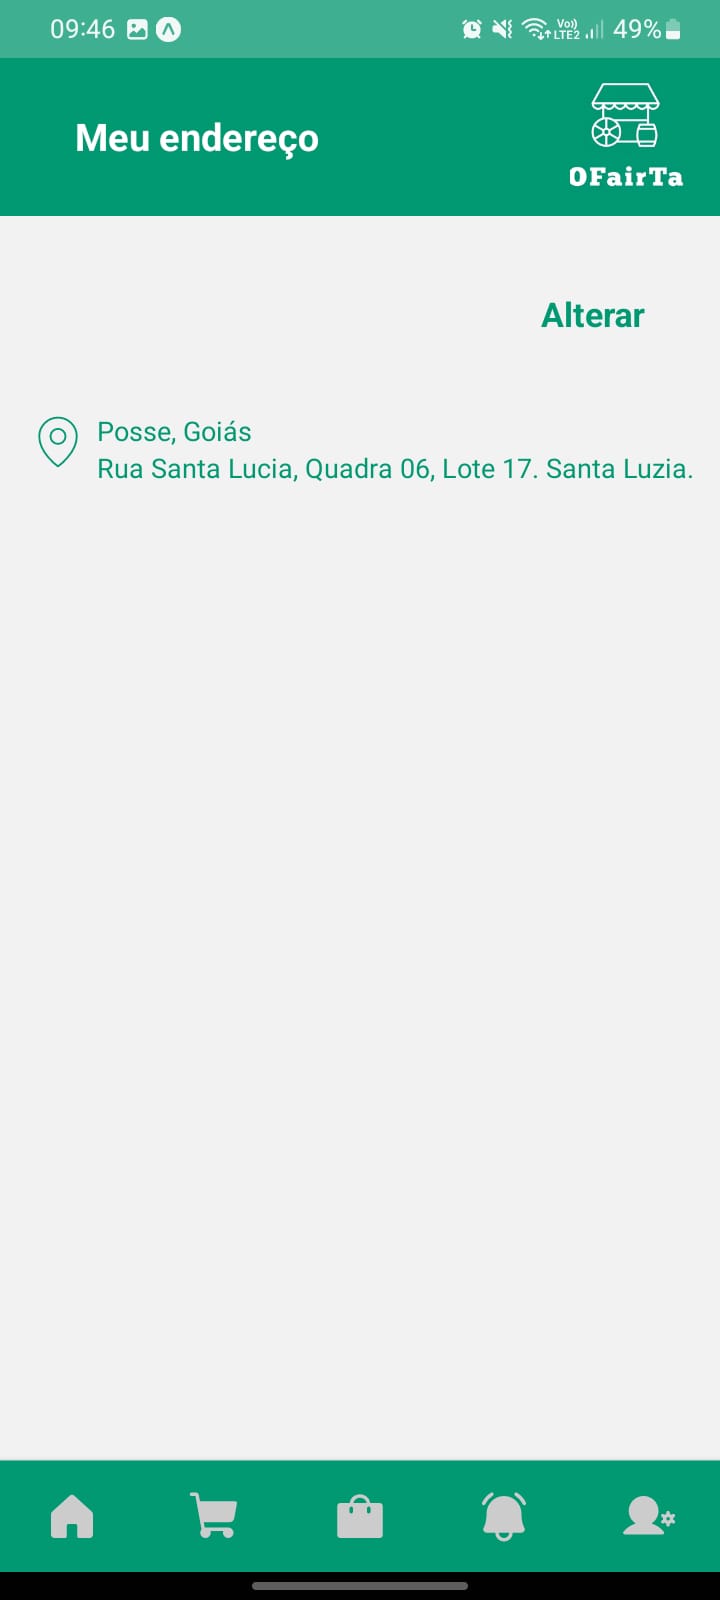 09:46
Vo))
LTE2
49%
Meu endereço
OFairTa
Alterar
Posse, Goiás
Rua Santa Lucia, Quadra 06, Lote 17. Santa Luzia.